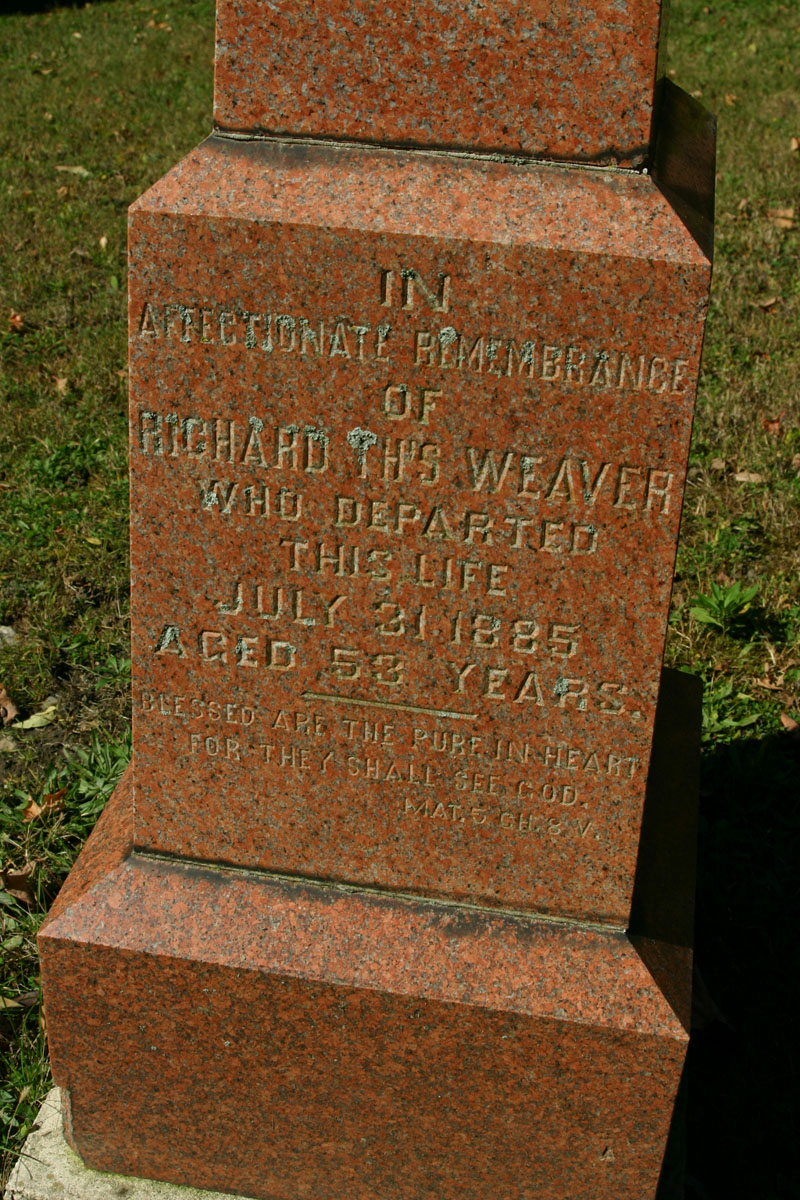 IN
AFFECTIONATE REMEMBRANCE
OF
RICHARD TH'S WEAVER
WHO DEPARTED
THIS LIFE
JULY 31 1885
AGED 53 YEARS.
BLESSED ARE THE PURE IN HEART
FOR THEY SHALL SEE GOD.
MAT. 5 CH. 8 V.